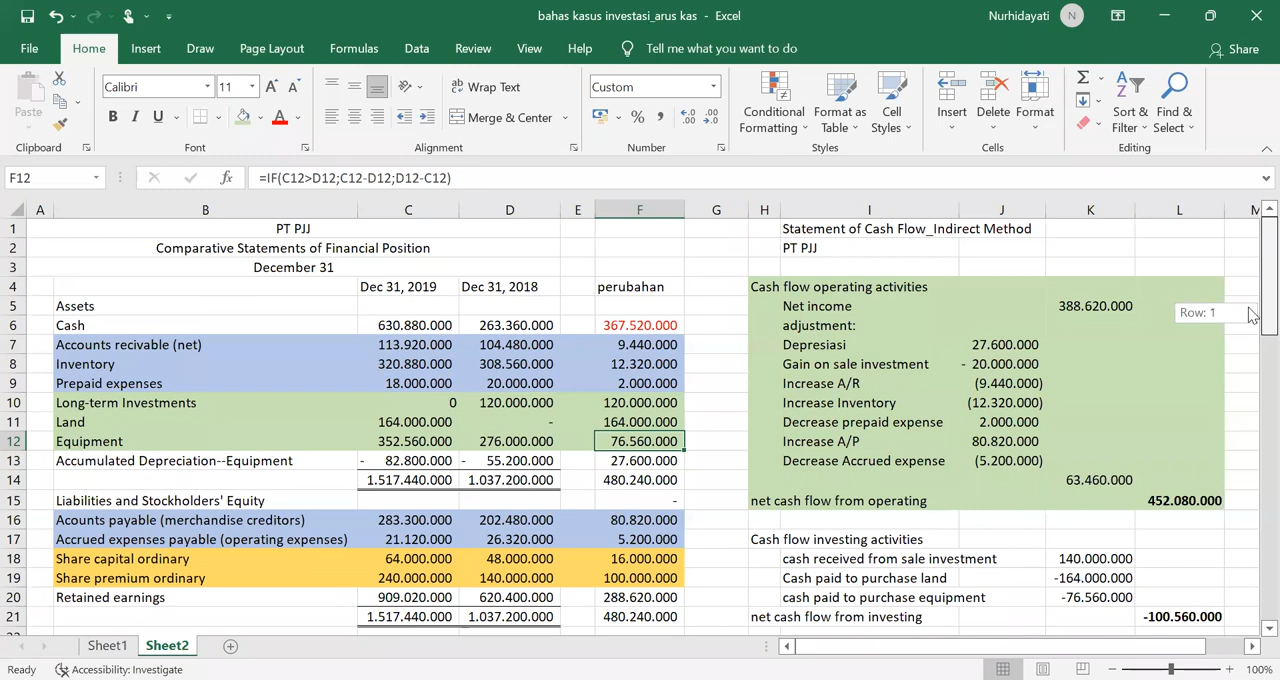 bahas kasus investasi_arus kas - Excel
Nurhidayati N
File Home Insert Draw Page Layout Formulas Data Review View Help Tell me what you want to do Share
Paste Calibri 11 A A Wrap Text Custom Conditional Formatting Format as Table Cell Styles Insert Delete Format Sort & Filter Find & Select
B I U A Merge & Center % ,
Clipboard Font Alignment Number Styles Cells Editing
F12 fx =IF(C12>D12;C12-D12;D12-C12)
A B C D E F G H I J K L M
1 PT PJJ Statement of Cash Flow_Indirect Method
2 Comparative Statements of Financial Position PT PJJ
3 December 31
4 Dec 31, 2019 Dec 31, 2018 perubahan Cash flow operating activities
5 Assets Net income 388.620.000 Row: 1
6 Cash 630.880.000 263.360.000 367.520.000 adjustment:
7 Accounts recivable (net) 113.920.000 104.480.000 9.440.000 Depresiasi 27.600.000
8 Inventory 320.880.000 308.560.000 12.320.000 Gain on sale investment - 20.000.000
9 Prepaid expenses 18.000.000 20.000.000 2.000.000 Increase A/R (9.440.000)
10 Long-term Investments 0 120.000.000 120.000.000 Increase Inventory (12.320.000)
11 Land 164.000.000 - 164.000.000 Decrease prepaid expense 2.000.000
12 Equipment 352.560.000 276.000.000 76.560.000 Increase A/P 80.820.000
13 Accumulated Depreciation--Equipment - 82.800.000 - 55.200.000 27.600.000 Decrease Accrued expense (5.200.000)
14 1.517.440.000 1.037.200.000 480.240.000 63.460.000
15 Liabilities and Stockholders' Equity - net cash flow from operating 452.080.000
16 Acounts payable (merchandise creditors) 283.300.000 202.480.000 80.820.000
17 Accrued expenses payable (operating expenses) 21.120.000 26.320.000 5.200.000 Cash flow investing activities
18 Share capital ordinary 64.000.000 48.000.000 16.000.000 cash received from sale investment 140.000.000
19 Share premium ordinary 240.000.000 140.000.000 100.000.000 Cash paid to purchase land -164.000.000
20 Retained earnings 909.020.000 620.400.000 288.620.000 cash paid to purchase equipment -76.560.000
21 1.517.440.000 1.037.200.000 480.240.000 net cash flow from investing -100.560.000
Sheet1 Sheet2
Ready Accessibility: Investigate 100%